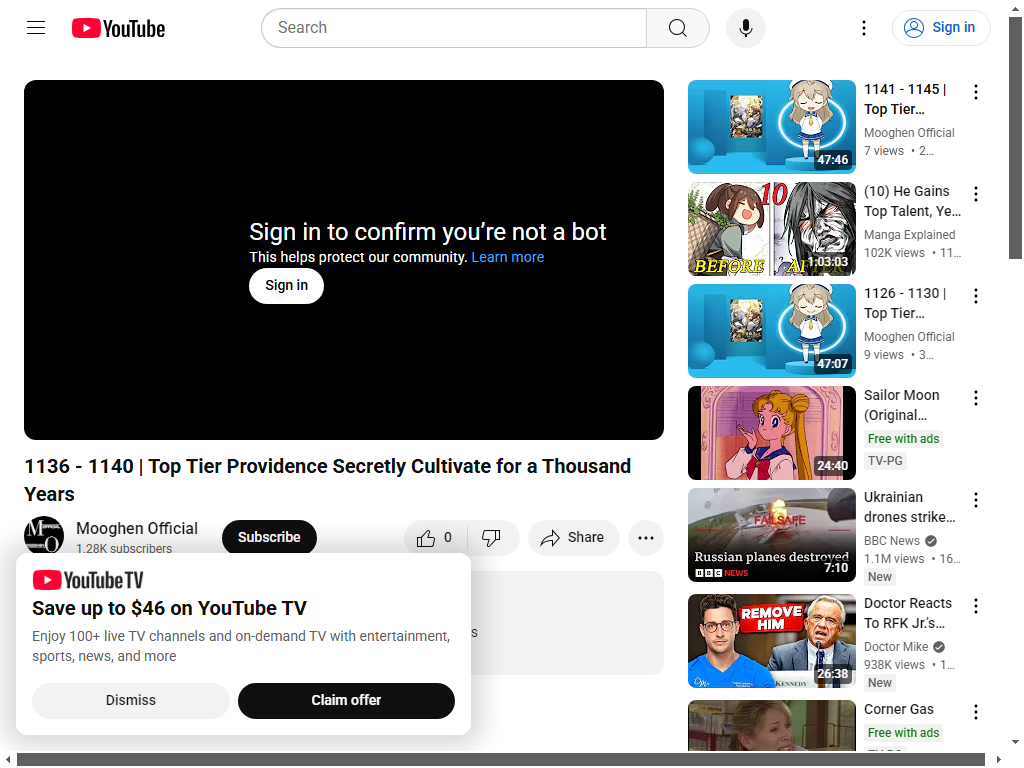 YouTube
Search
Sign in
Sign in to confirm you’re not a bot
This helps protect our community. Learn more
Sign in
1136 - 1140 | Top Tier Providence Secretly Cultivate for a Thousand
Years
Mooghen Official
1.28K subscribers
Subscribe
0
Share
YouTube TV
Save up to $46 on YouTube TV
Enjoy 100+ live TV channels and on-demand TV with entertainment,
sports, news, and more
Dismiss
Claim offer
47:46
1141 - 1145 |
Top Tier…
Mooghen Official
7 views • 2…
10
BEFORE
AFTER
1:03:03
(10) He Gains
Top Talent, Ye…
Manga Explained
102K views • 11…
47:07
1126 - 1130 |
Top Tier…
Mooghen Official
9 views • 3…
24:40
Sailor Moon
(Original…
Free with ads
TV-PG
FAILSAFE
Russian planes destroyed
BBC NEWS
7:10
Ukrainian
drones strike…
BBC News
1.1M views • 16…
New
REMOVE
HIM
KENNEDY
26:38
Doctor Reacts
To RFK Jr.'s…
Doctor Mike
938K views • 1…
New
Corner Gas
Free with ads